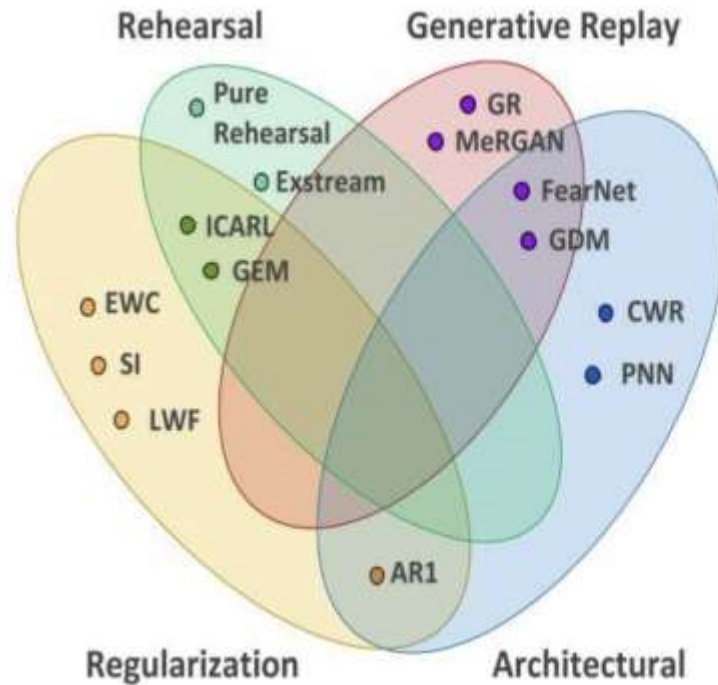 Rehearsal
Generative Replay
Pure
Rehearsal
GR
MeRGAN
Exstream
FearNet
ICARL
GDM
GEM
EWC
CWR
SI
PNN
LWF
AR1
Regularization
Architectural